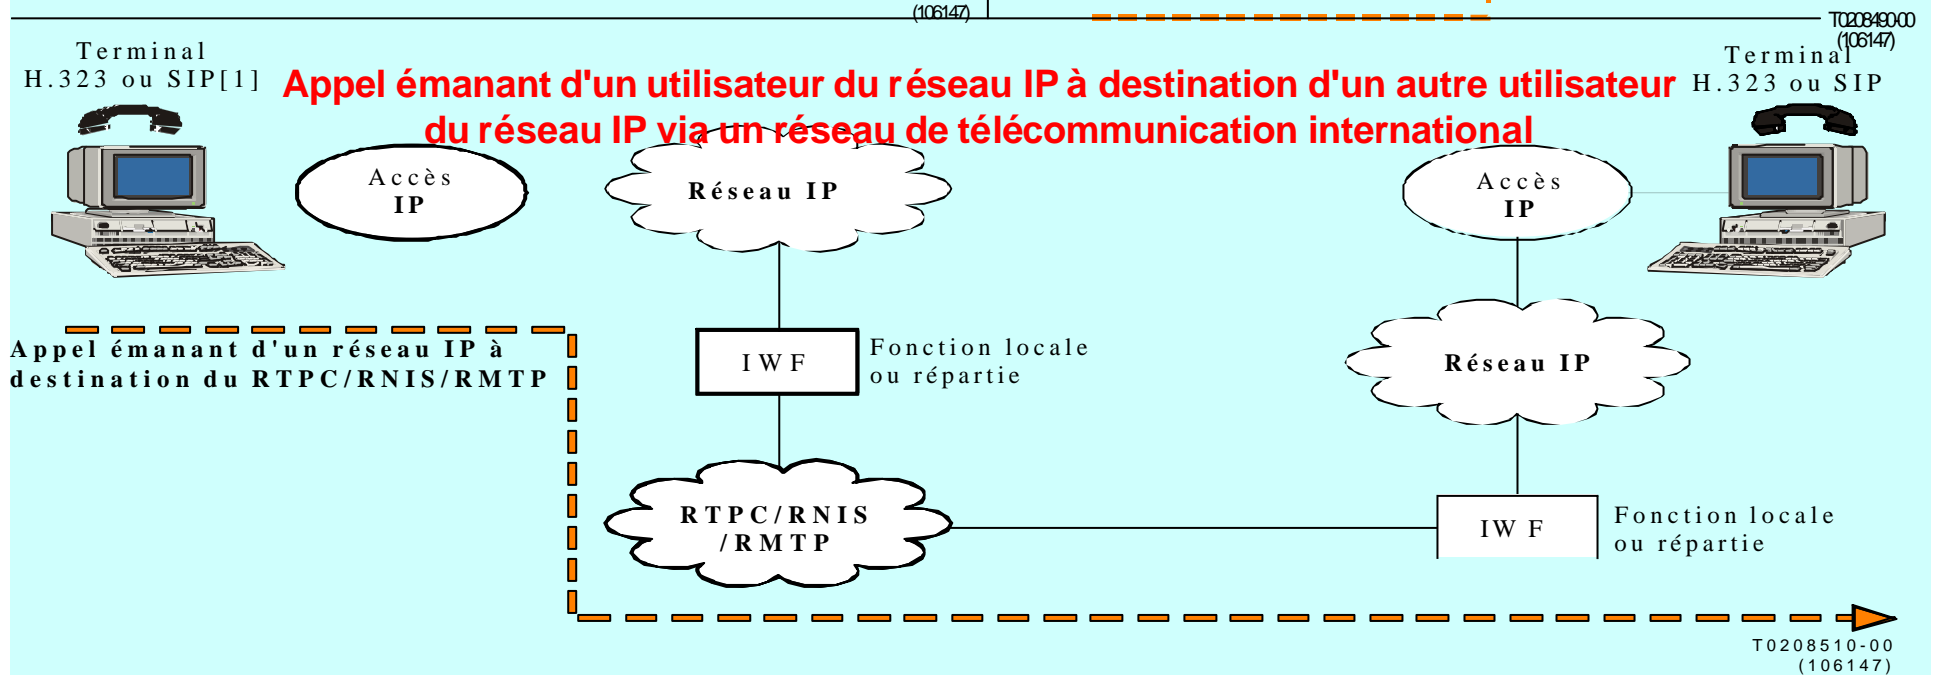 (106147)
T0208490-00
(106147)
Terminal
H.323 ou SIP[1]
Appel émanant d'un utilisateur du réseau IP à destination d'un autre utilisateur
du réseau IP via un réseau de télécommunication international
Terminal
H.323 ou SIP
Accès
IP
Réseau IP
Accès
IP
Appel émanant d'un réseau IP à
destination du RTPC/RNIS/RMTP
IWF
Fonction locale
ou répartie
Réseau IP
RTPC/RNIS
/RMTP
IW F
Fonction locale
ou répartie
T0208510-00
(106147)